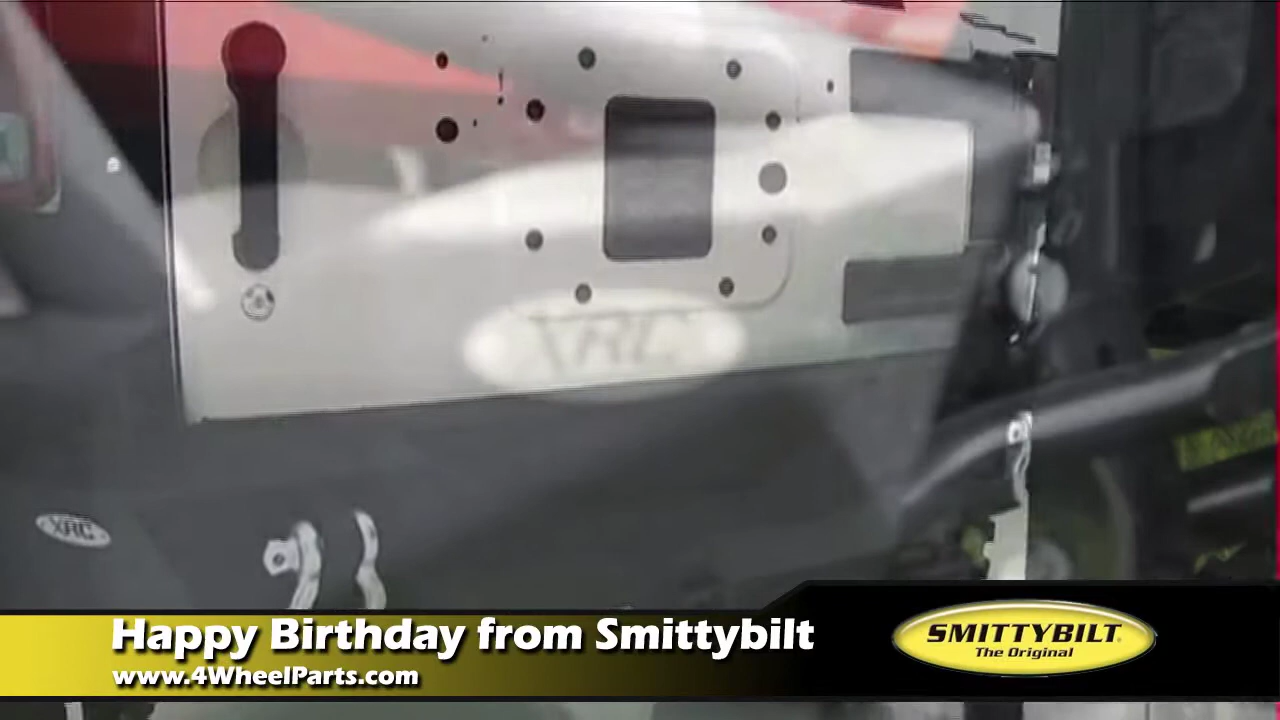 XRC
XRC
Happy Birthday from Smittybilt
www.4WheelParts.com
SMITTYBILT
The Original